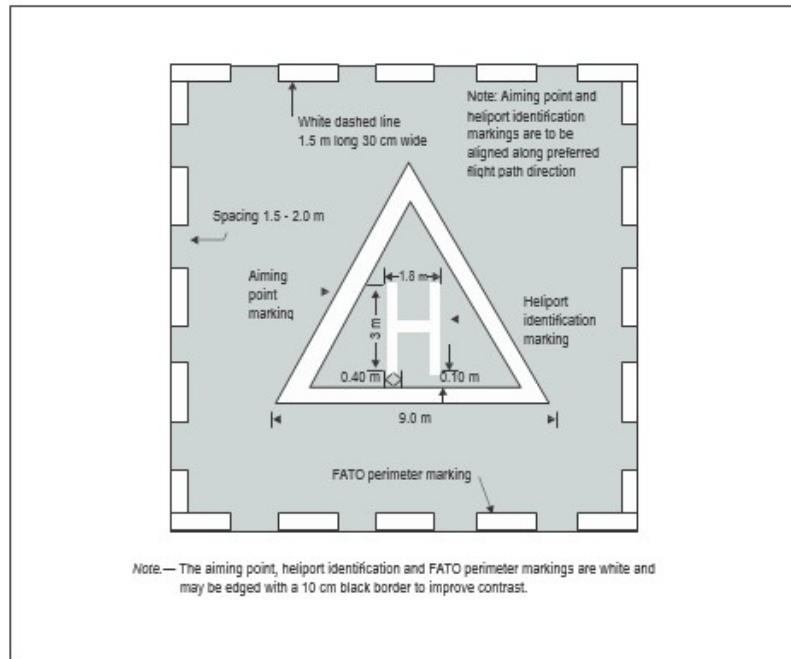 White dashed line
1.5 m long 30 cm wide
Note: Aiming point and
heliport identification
markings are to be
aligned along preferred
flight path direction
Spacing 1.5 - 2.0 m
Aiming
point
marking
1.8 m
H
3 m
Heliport
identification
marking
0.40 m
0.10 m
9.0 m
FATO perimeter marking
Note.— The aiming point, heliport identification and FATO perimeter markings are white and
may be edged with a 10 cm black border to improve contrast.